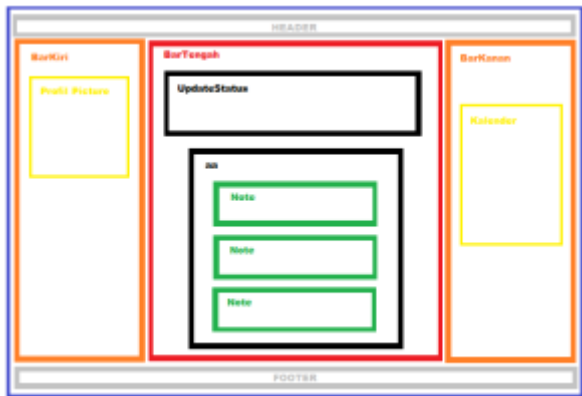 HEADER
BarKiri
Profil Picture
BarTengah
UpdateStatus
aa
Note
Note
Note
BarKanan
Kalender
FOOTER